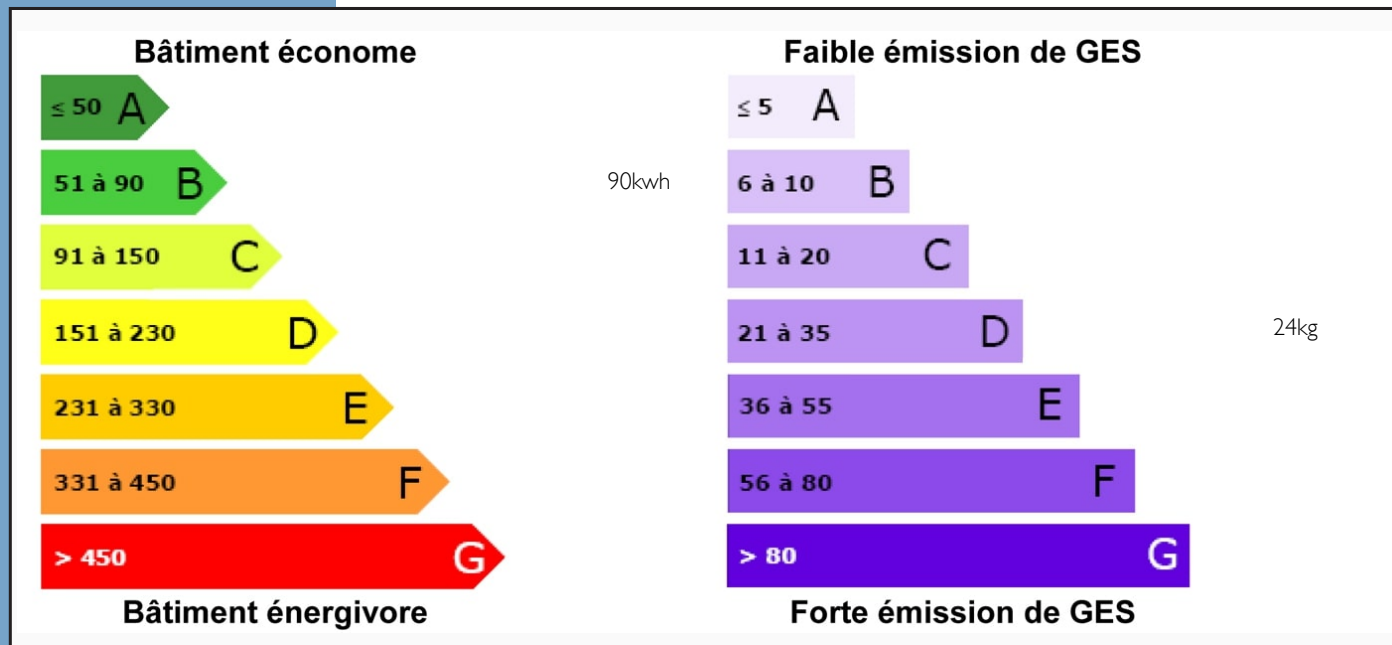 Bâtiment économe
≤ 50 A
51 à 90 B
90kwh
91 à 150 C
151 à 230 D
231 à 330 E
331 à 450 F
> 450 G
Bâtiment énergivore
Faible émission de GES
≤ 5 A
6 à 10 B
11 à 20 C
21 à 35 D
24kg
36 à 55 E
56 à 80 F
> 80 G
Forte émission de GES